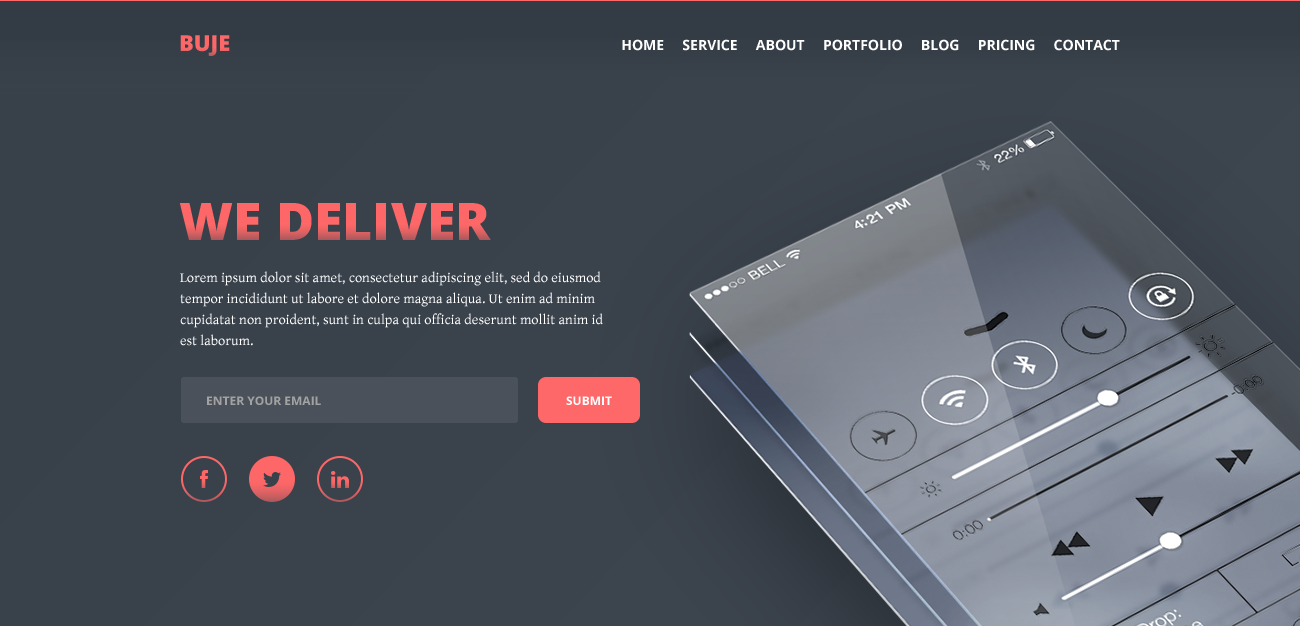 BUJE
HOME SERVICE ABOUT PORTFOLIO BLOG PRICING CONTACT
WE DELIVER
Lorem ipsum dolor sit amet, consectetur adipiscing elit, sed do eiusmod
tempor incididunt ut labore et dolore magna aliqua. Ut enim ad minim
cupidatat non proident, sunt in culpa qui officia deserunt mollit anim id
est laborum.
ENTER YOUR EMAIL
SUBMIT
f
in
BELL
4:21 PM
22%
0:00